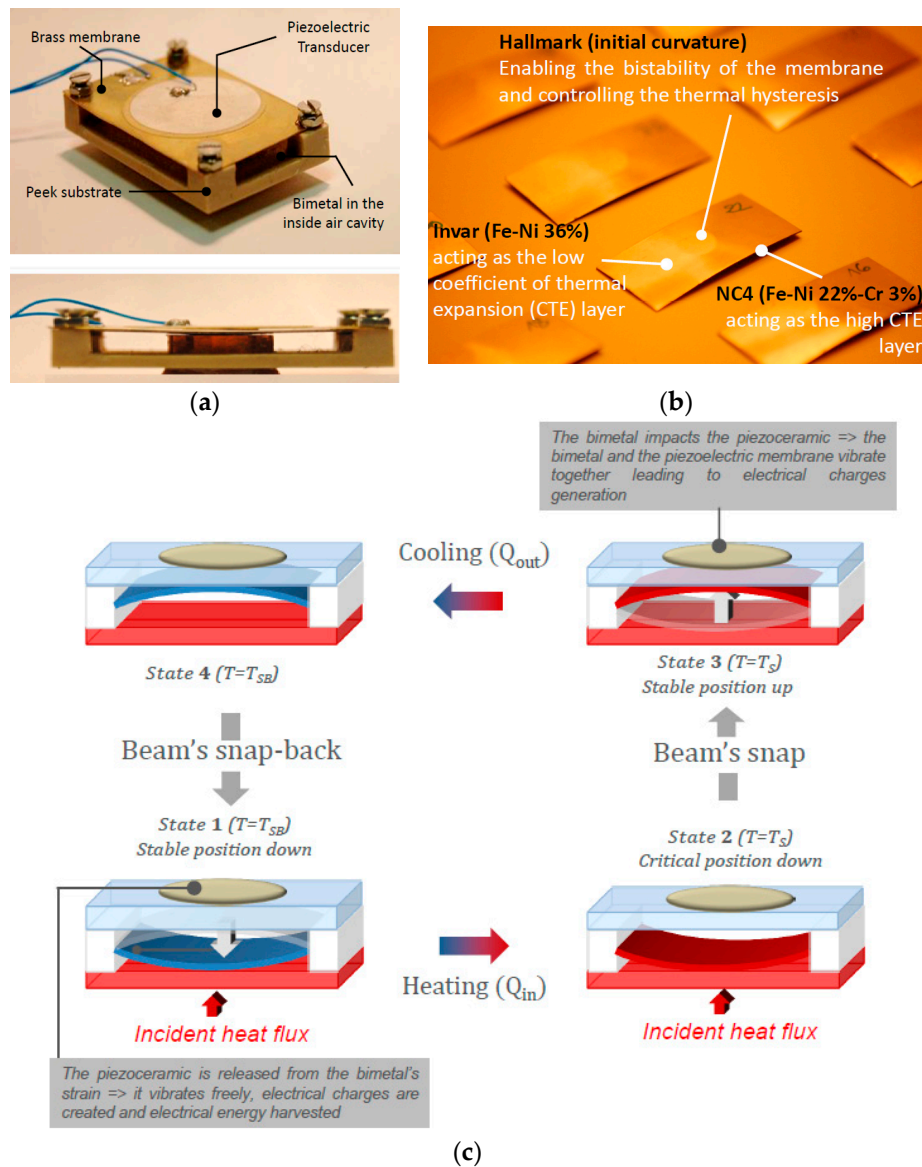 Brass membrane
Piezoelectric
Transducer
Peek substrate
Bimetal in the
inside air cavity
(a)
Hallmark (initial curvature)
Enabling the bistability of the membrane
and controlling the thermal hysteresis
Invar (Fe-Ni 36%)
acting as the low
coefficient of thermal
expansion (CTE) layer
NC4 (Fe-Ni 22%-Cr 3%)
acting as the high CTE
layer
22
N6
(b)
The bimetal impacts the piezoceramic => the
bimetal and the piezoelectric membrane vibrate
together leading to electrical charges
generation
Cooling (Qout)
State 4 (T=TSB)
State 3 (T=TS)
Stable position up
Beam's snap-back
Beam's snap
State 1 (T=TSB)
Stable position down
State 2 (T=TS)
Critical position down
Heating (Qin)
Incident heat flux
Incident heat flux
The piezoceramic is released from the bimetal's
strain => it vibrates freely, electrical charges are
created and electrical energy harvested
(c)